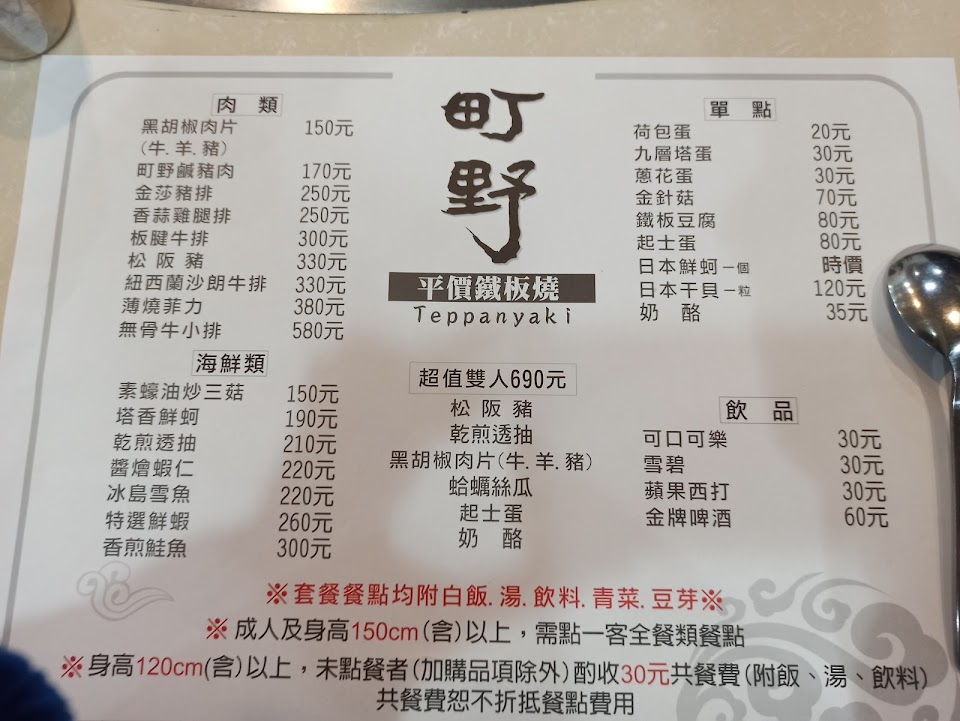 町野
平價鐵板燒
Teppanyaki
肉 類
黑胡椒肉片 150元
(牛.羊.豬)
町野鹹豬肉 170元
金莎豬排 250元
香蒜雞腿排 250元
板腱牛排 300元
松 阪 豬 330元
紐西蘭沙朗牛排 330元
薄燒菲力 380元
無骨牛小排 580元
海鮮類
素蠔油炒三菇 150元
塔香鮮蚵 190元
乾煎透抽 210元
醬燴蝦仁 220元
冰島雪魚 220元
特選鮮蝦 260元
香煎鮭魚 300元
超值雙人690元
松 阪 豬
乾煎透抽
黑胡椒肉片(牛.羊.豬)
蛤蠣絲瓜
起士蛋
奶 酪
單 點
荷包蛋 20元
九層塔蛋 30元
蔥花蛋 30元
金針菇 70元
鐵板豆腐 80元
起士蛋 80元
日本鮮蚵－個 時價
日本干貝－粒 120元
奶 酪 35元
飲 品
可口可樂 30元
雪碧 30元
蘋果西打 30元
金牌啤酒 60元
※套餐餐點均附白飯.湯.飲料.青菜.豆芽※
※ 成人及身高150cm(含)以上，需點一客全餐類餐點
※身高120cm(含)以上，未點餐者(加購品項除外)酌收30元共餐費(附飯、湯、飲料)
共餐費恕不折抵餐點費用